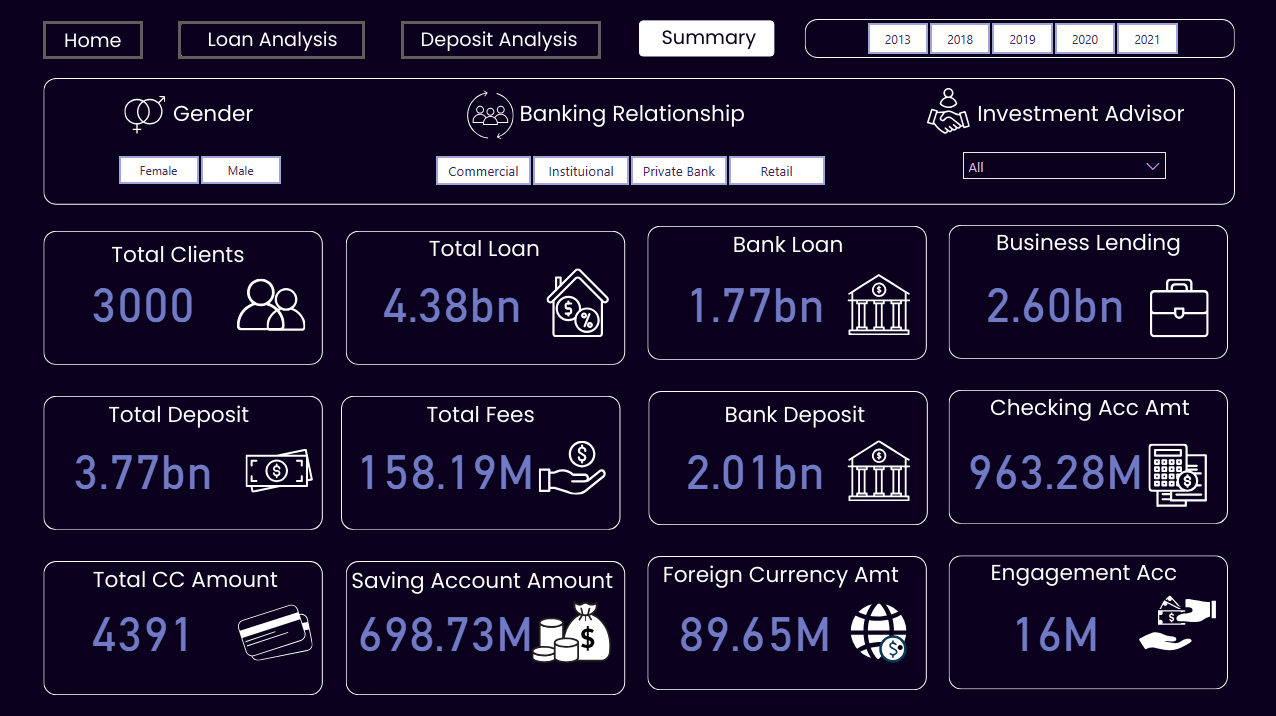 Home
Loan Analysis
Deposit Analysis
Summary
2013
2018
2019
2020
2021
Gender
Banking Relationship
Investment Advisor
Female
Male
Commercial
Instituional
Private Bank
Retail
All
Total Clients
3000
Total Loan
4.38bn
Bank Loan
1.77bn
Business Lending
2.60bn
Total Deposit
3.77bn
Total Fees
158.19M
Bank Deposit
2.01bn
Checking Acc Amt
963.28M
Total CC Amount
4391
Saving Account Amount
698.73M
Foreign Currency Amt
89.65M
Engagement Acc
16M